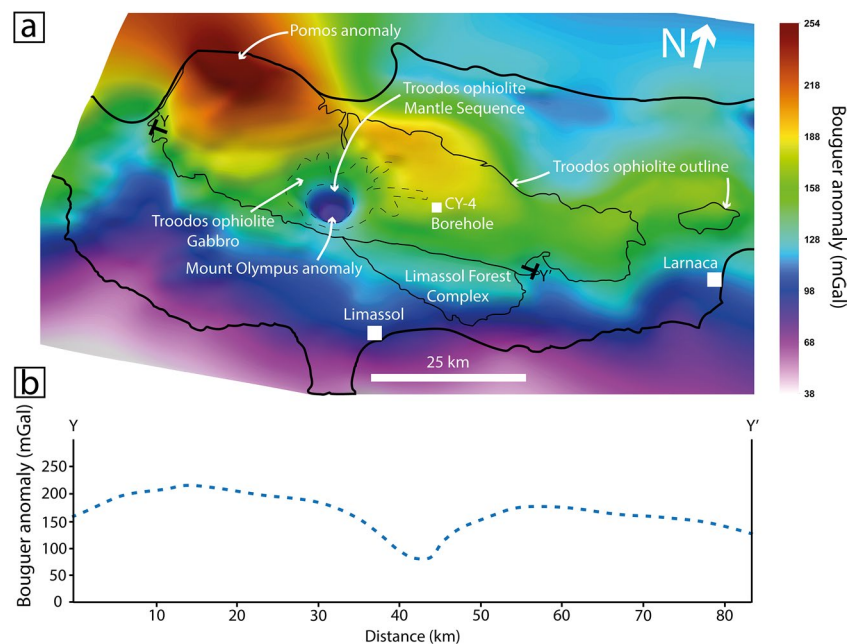 a
Pomos anomaly
N
254
218
188
158
128
98
68
38
Bouguer anomaly (mGal)
Troodos ophiolite
Mantle Sequence
Y
Troodos ophiolite outline
Troodos ophiolite
Gabbro
CY-4
Borehole
Mount Olympus anomaly
Y'
Limassol Forest
Complex
Larnaca
Limassol
25 km
b
Y
Y'
Bouguer anomaly (mGal)
250
200
150
100
50
0
10
20
30
40
50
60
70
80
Distance (km)